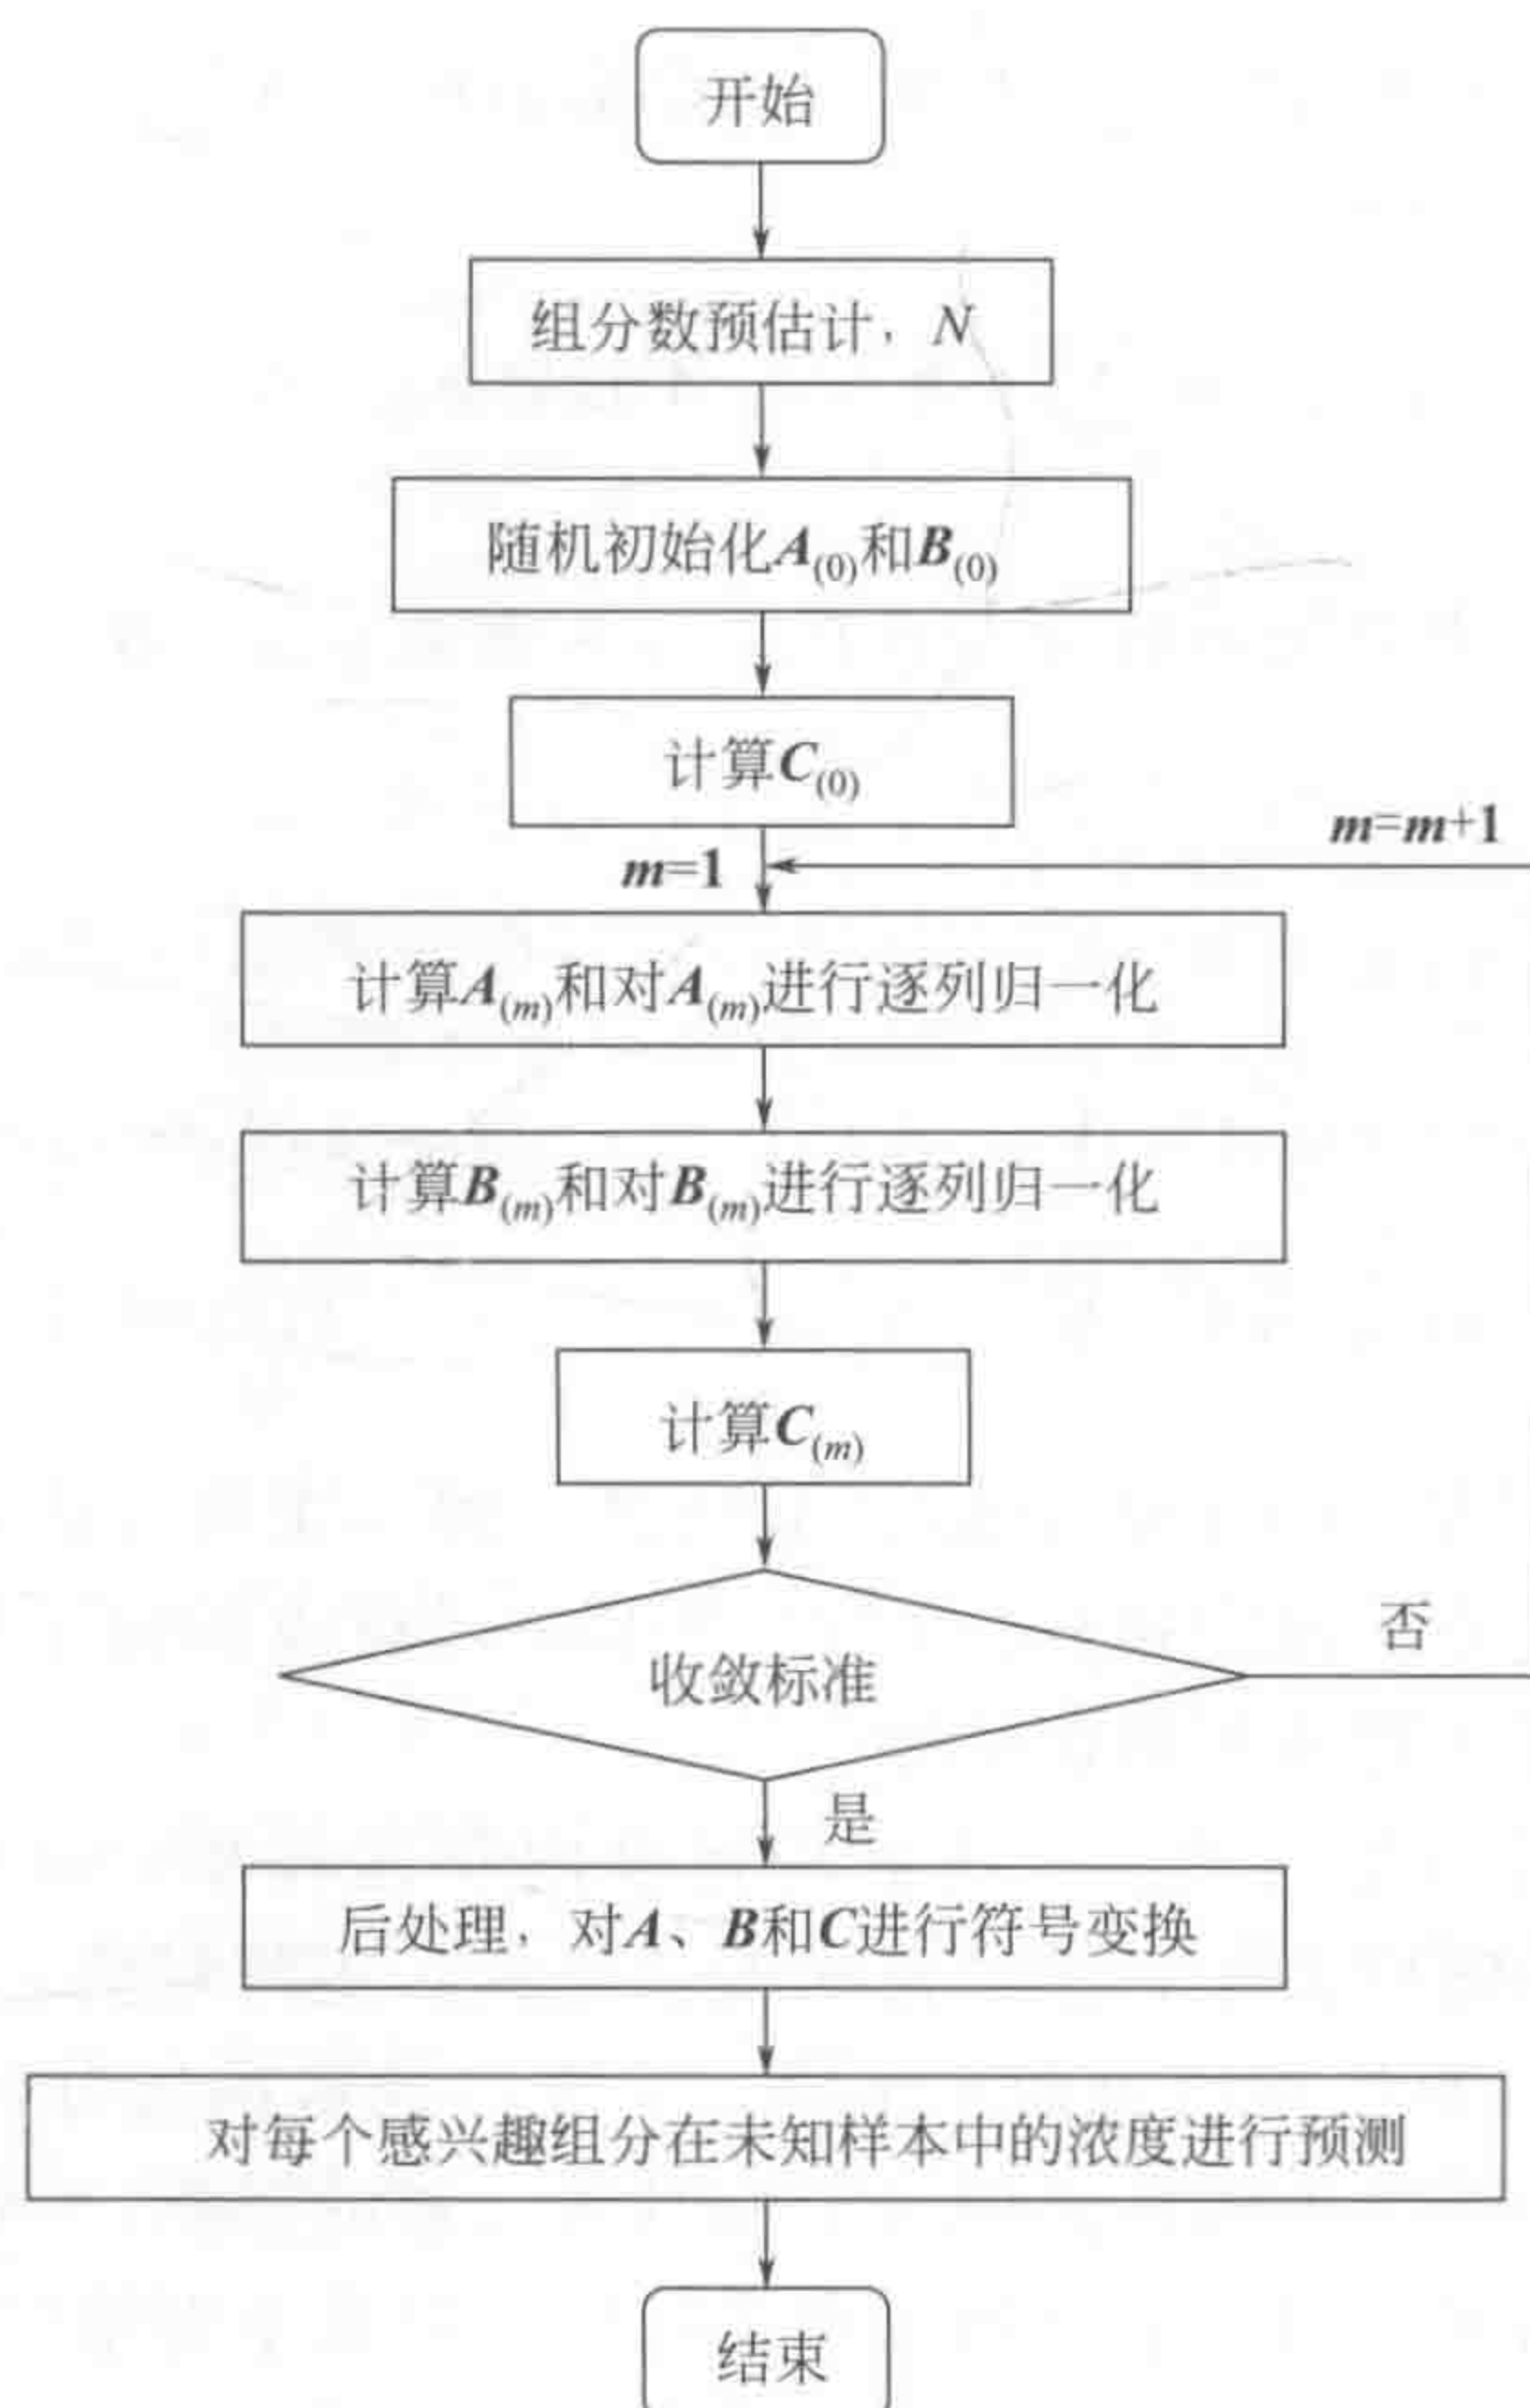 开始
组分数预估计，N
随机初始化A(0)和B(0)
计算C(0)
m=m+1
m=1
计算A(m)和对A(m)进行逐列归一化
计算B(m)和对B(m)进行逐列归一化
计算C(m)
收敛标准
否
是
后处理，对A、B和C进行符号变换
对每个感兴趣组分在未知样本中的浓度进行预测
结束